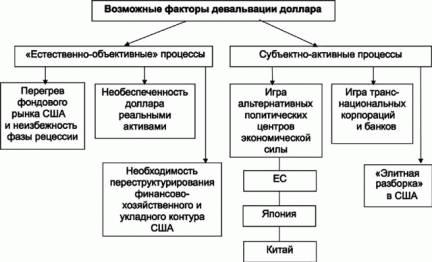 Возможные факторы девальвации доллара
«Естественно-объективные» процессы
Субъектно-активные процессы
Перегрев
фондового
рынка США
и неизбежность
фазы рецессии
Необеспеченность
доллара
реальными
активами
Игра
альтернативных
политических
центров
экономической
силы
Игра транс-
национальных
корпораций
и банков
Необходимость
переструктурирования
финансово-
хозяйственного и
укладного контура
США
ЕС
Япония
Китай
«Элитная
разборка»
в США